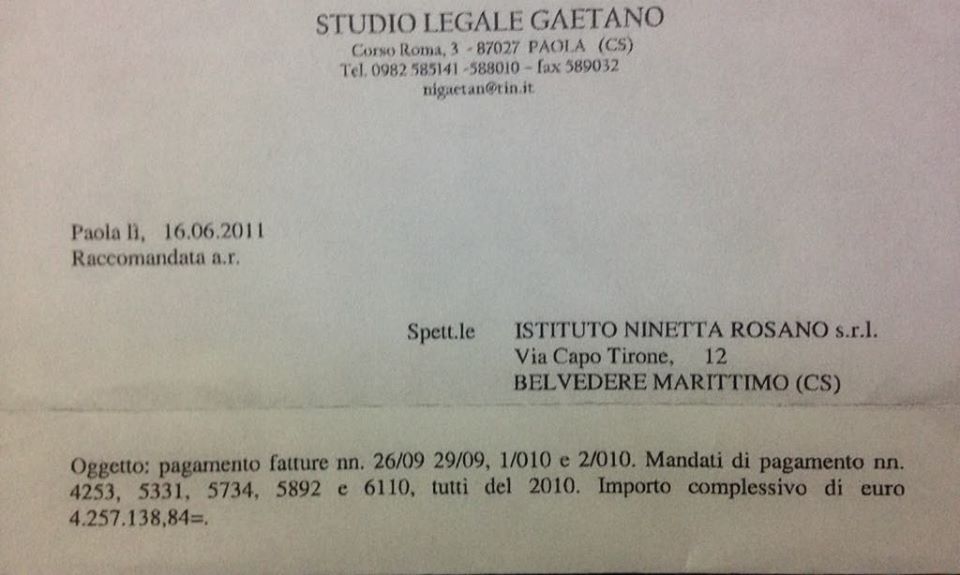 STUDIO LEGALE GAETANO
Corso Roma, 3 - 87027 PAOLA (CS)
Tel. 0982 585141 -588010 – fax 589032
nigaetan@tin.it
Paola lì, 16.06.2011
Raccomandata a.r.
Spett.le ISTITUTO NINETTA ROSANO s.r.l.
Via Capo Tirone, 12
BELVEDERE MARITTIMO (CS)
Oggetto: pagamento fatture nn. 26/09 29/09, 1/010 e 2/010. Mandati di pagamento nn.
4253, 5331, 5734, 5892 e 6110, tutti del 2010. Importo complessivo di euro
4.257.138,84=.